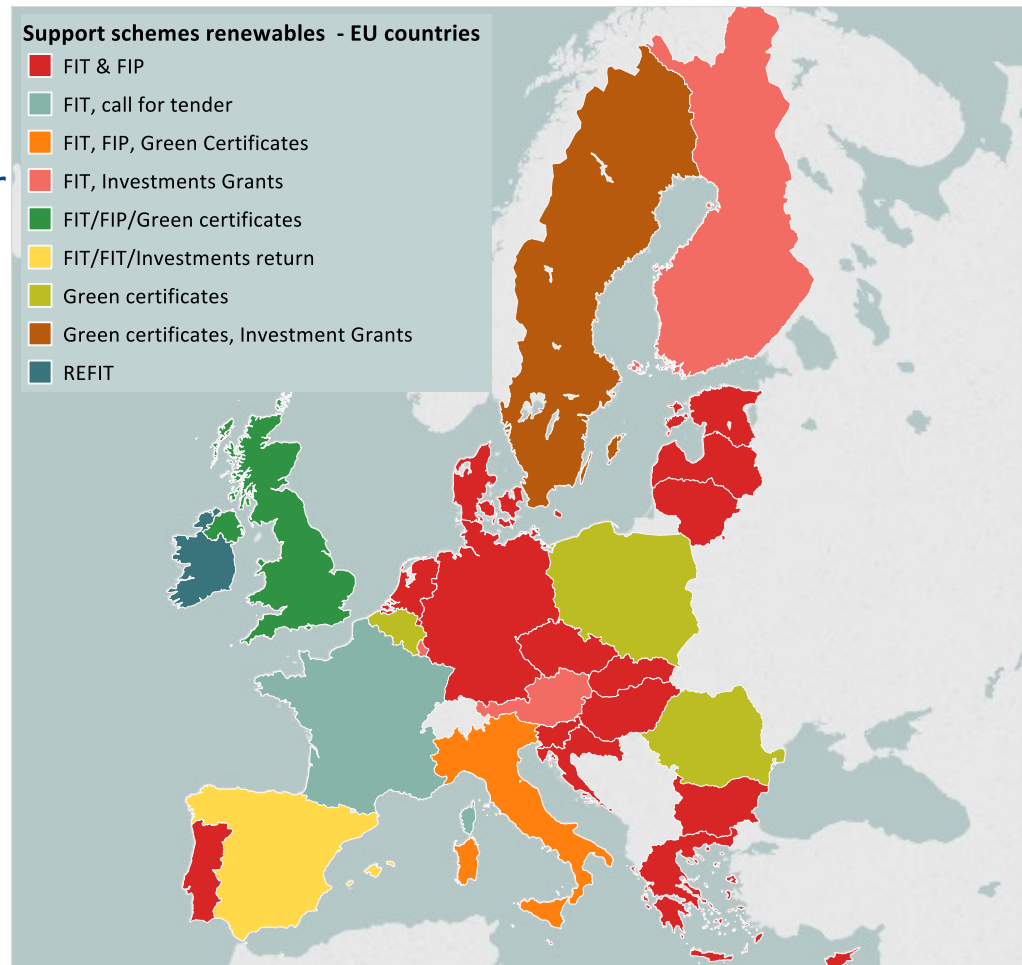 Support schemes renewables - EU countries
FIT & FIP
FIT, call for tender
FIT, FIP, Green Certificates
FIT, Investments Grants
FIT/FIP/Green certificates
FIT/FIT/Investments return
Green certificates
Green certificates, Investment Grants
REFIT